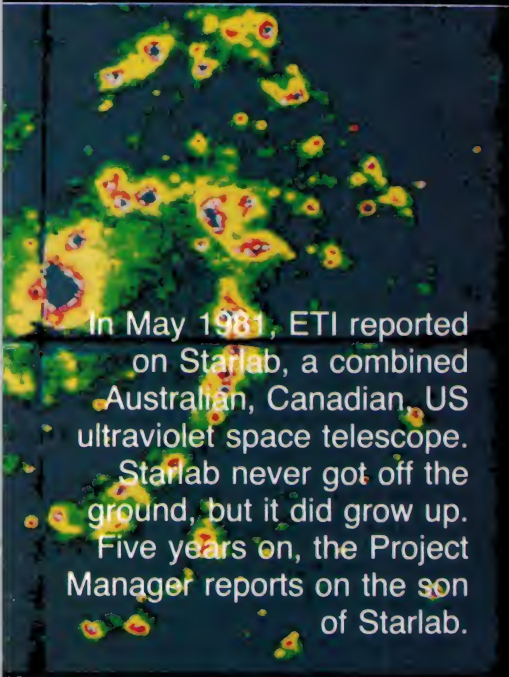 In May 1981, ETI reported
on Starlab, a combined
Australian, Canadian, US
ultraviolet space telescope.
Starlab never got off the
ground, but it did grow up.
Five years on, the Project
Manager reports on the son
of Starlab.